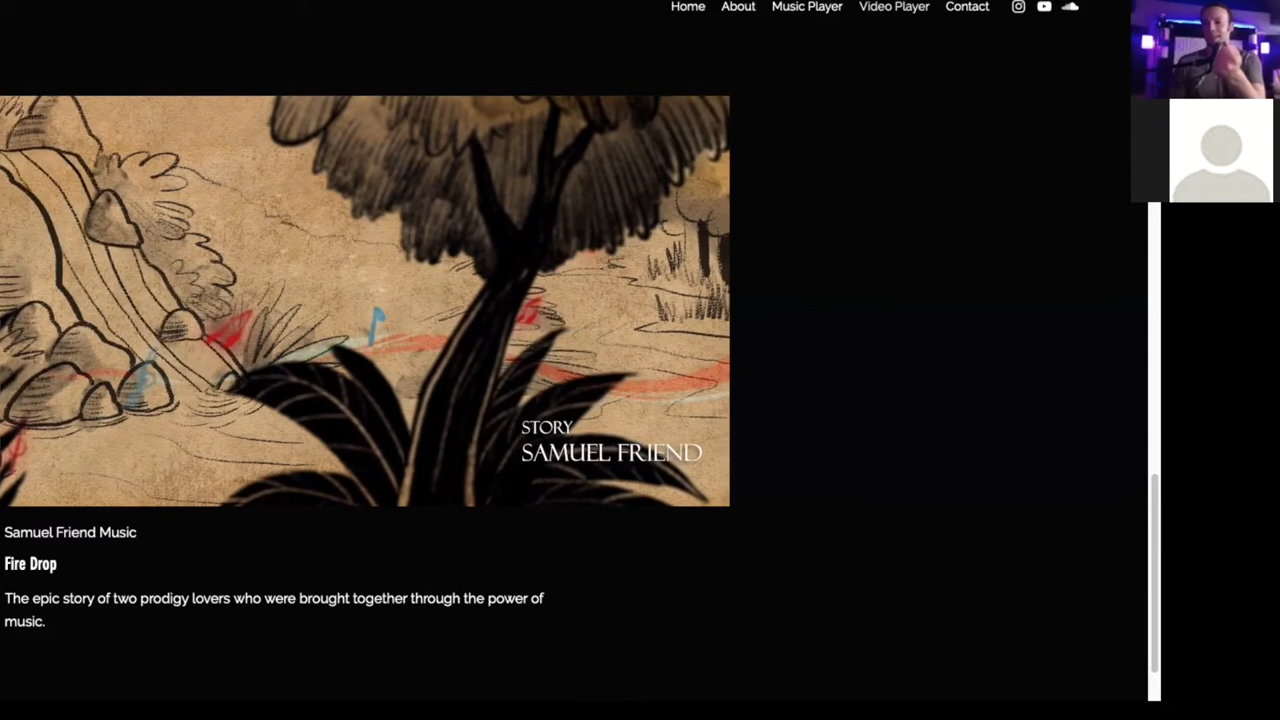 Home About Music Player Video Player Contact
STORY
SAMUEL FRIEND
Samuel Friend Music
Fire Drop
The epic story of two prodigy lovers who were brought together through the power of
music.